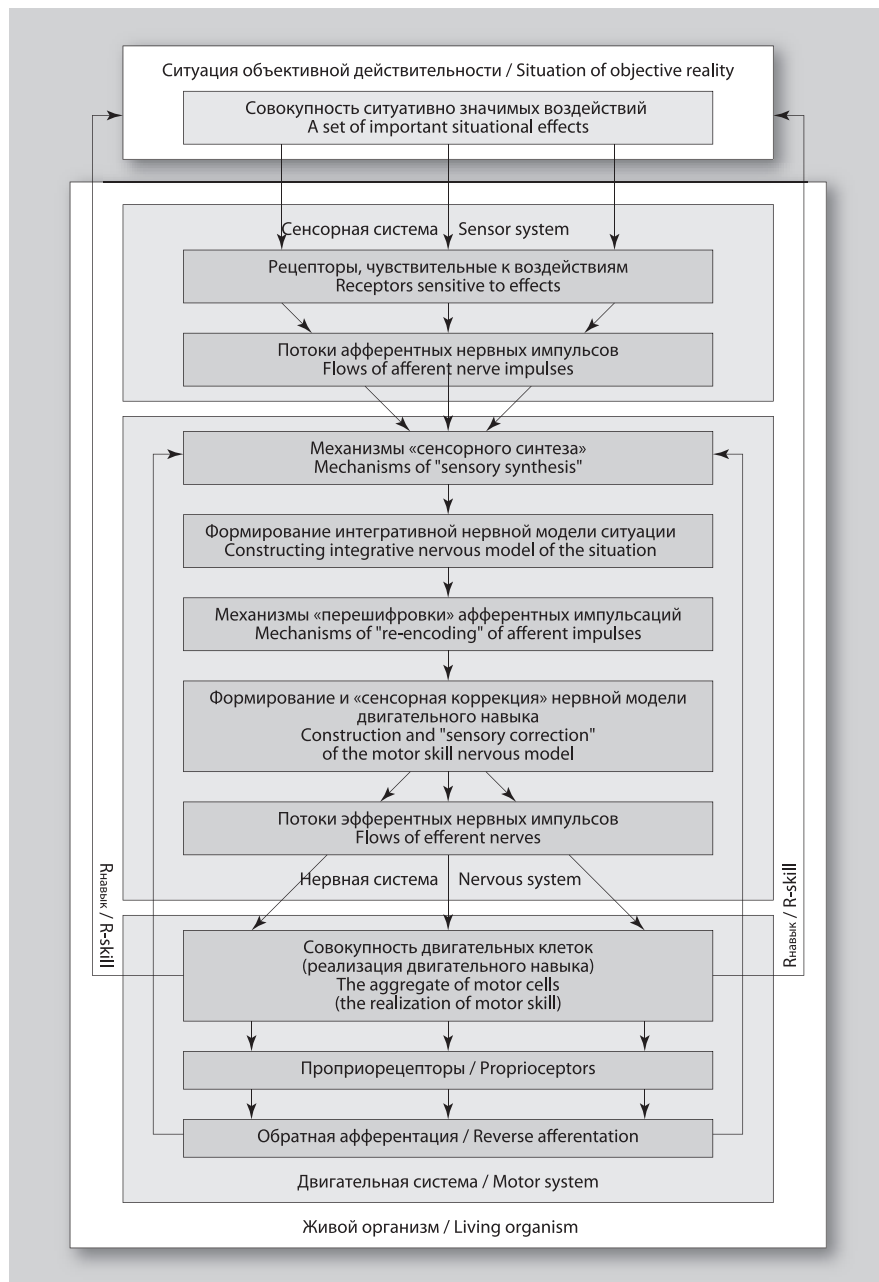 Ситуация объективной действительности / Situation of objective reality
Совокупность ситуативно значимых воздействий
A set of important situational effects
Сенсорная система Sensor system
Рецепторы, чувствительные к воздействиям
Receptors sensitive to effects
Потоки афферентных нервных импульсов
Flows of afferent nerve impulses
Механизмы «сенсорного синтеза»
Mechanisms of "sensory synthesis"
Формирование интегративной нервной модели ситуации
Constructing integrative nervous model of the situation
Механизмы «перешифровки» афферентных импульсаций
Mechanisms of "re-encoding" of afferent impulses
Формирование и «сенсорная коррекция» нервной модели
двигательного навыка
Construction and "sensory correction"
of the motor skill nervous model
Потоки эфферентных нервных импульсов
Flows of efferent nerves
Нервная система Nervous system
Rнавык / R-skill
Rнавык / R-skill
Совокупность двигательных клеток
(реализация двигательного навыка)
The aggregate of motor cells
(the realization of motor skill)
Проприорецепторы / Proprioceptors
Обратная афферентация / Reverse afferentation
Двигательная система / Motor system
Живой организм / Living organism